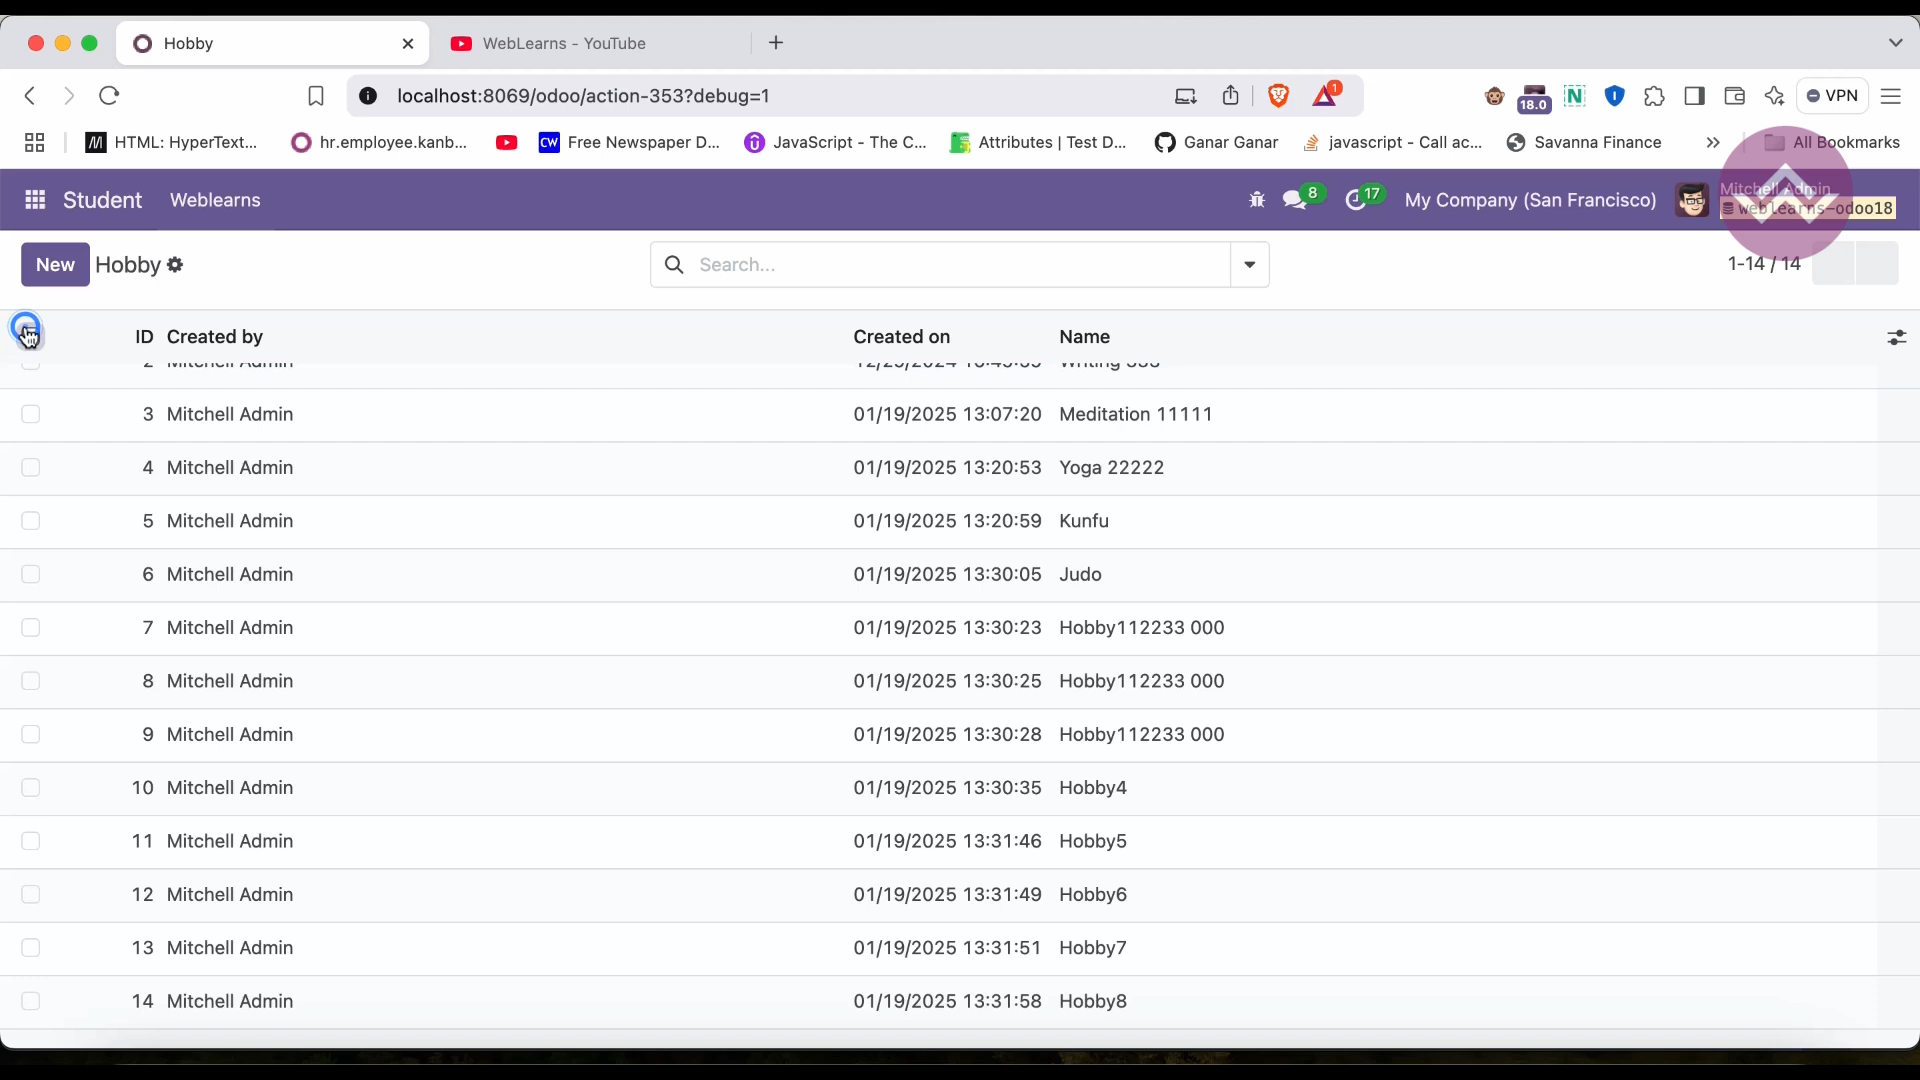 Hobby
WebLearns - YouTube
localhost:8069/odoo/action-353?debug=1
1
18.0
N
VPN
HTML: HyperText...
hr.employee.kanb...
CW
Free Newspaper D...
JavaScript - The C...
Attributes | Test D...
Ganar Ganar
javascript - Call ac...
Savanna Finance
»
All Bookmarks
Student
Weblearns
8
17
My Company (San Francisco)
Mitchell Admin
weblearns-odoo18
New
Hobby
Search...
1-14 / 14
ID Created by Created on Name
2 Mitchell Admin
3 Mitchell Admin 01/19/2025 13:07:20 Meditation 11111
4 Mitchell Admin 01/19/2025 13:20:53 Yoga 22222
5 Mitchell Admin 01/19/2025 13:20:59 Kunfu
6 Mitchell Admin 01/19/2025 13:30:05 Judo
7 Mitchell Admin 01/19/2025 13:30:23 Hobby112233 000
8 Mitchell Admin 01/19/2025 13:30:25 Hobby112233 000
9 Mitchell Admin 01/19/2025 13:30:28 Hobby112233 000
10 Mitchell Admin 01/19/2025 13:30:35 Hobby4
11 Mitchell Admin 01/19/2025 13:31:46 Hobby5
12 Mitchell Admin 01/19/2025 13:31:49 Hobby6
13 Mitchell Admin 01/19/2025 13:31:51 Hobby7
14 Mitchell Admin 01/19/2025 13:31:58 Hobby8